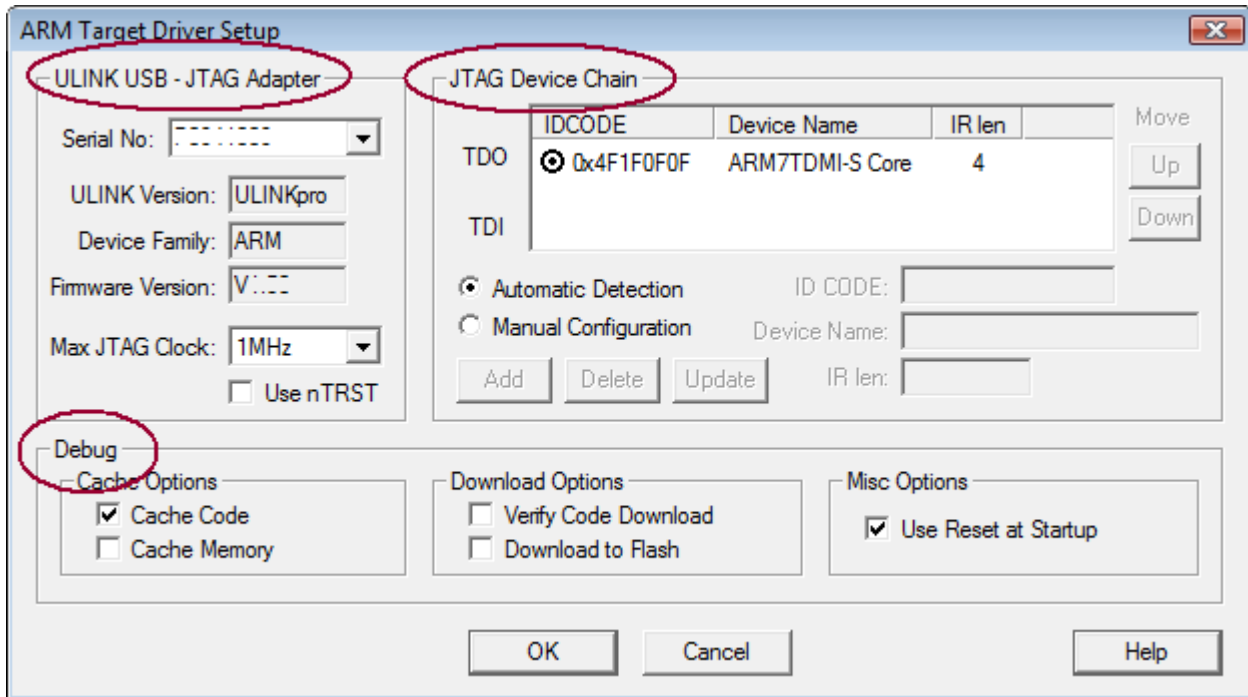 ARM Target Driver Setup
ULINK USB - JTAG Adapter
Serial No:
ULINK Version: ULINKpro
Device Family: ARM
Firmware Version:
Max JTAG Clock: 1MHz
Use nTRST
JTAG Device Chain
IDCODE Device Name IR len
TDO 0x4F1F0F0F ARM7TDMI-S Core 4
TDI
Move
Up
Down
Automatic Detection
Manual Configuration
ID CODE:
Device Name:
IR len:
Add Delete Update
Debug
Cache Options
Cache Code
Cache Memory
Download Options
Verify Code Download
Download to Flash
Misc Options
Use Reset at Startup
OK Cancel Help